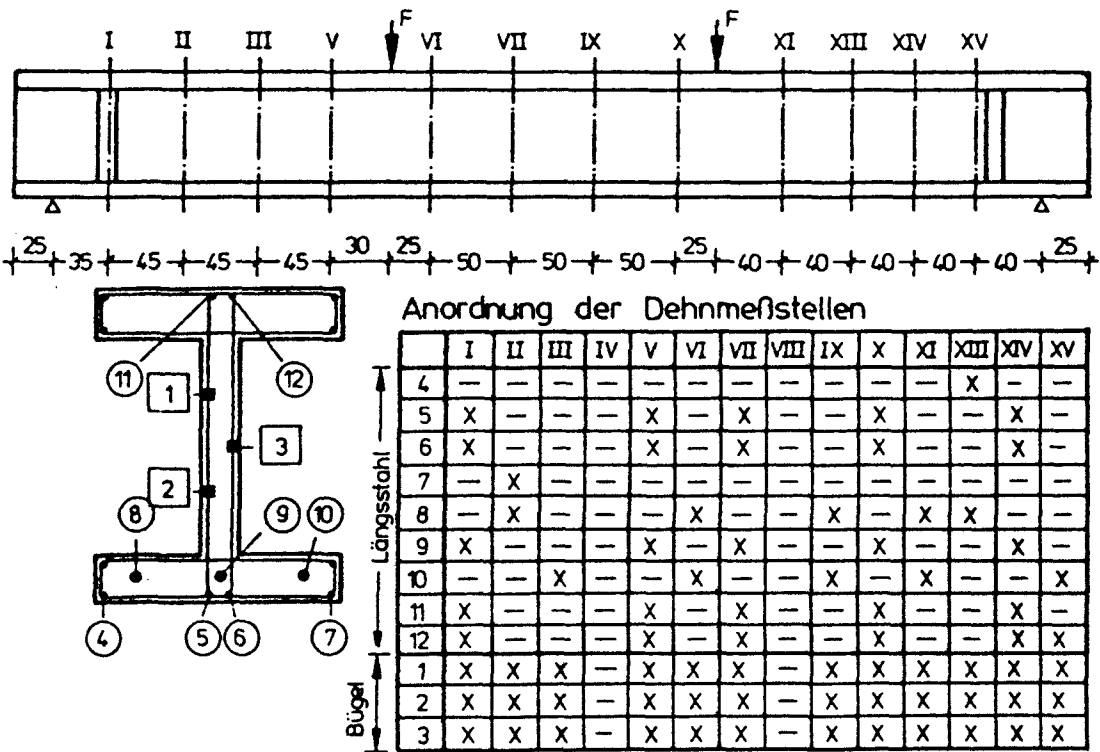 F F
I II III V VI VII IX X XI XIII XIV XV
25 35 45 45 45 30 25 50 50 50 25 40 40 40 40 40 25
Anordnung der Dehnmeßstellen
11 12
1
3
2
8 9 10
4 5 6 7
I II III IV V VI VII VIII IX X XI XIII XIV XV
Längsstahl
4 — — — — — — — — — — — X — —
5 X — — — X — X — — X — — X —
6 X — — — X — X — — X — — X —
7 — X — — — — — — — — — — — —
8 — X — — — X — — X — X X — —
9 X — — — X — X — — X — — X —
10 — — X — — X — — X — X — — X
11 X — — — X — X — — X — — X —
12 X — — — X — X — — X — — X X
Bügel
1 X X X — X X X — X X X X X X
2 X X X — X X X — X X X X X X
3 X X X — X X X — X X X X X X